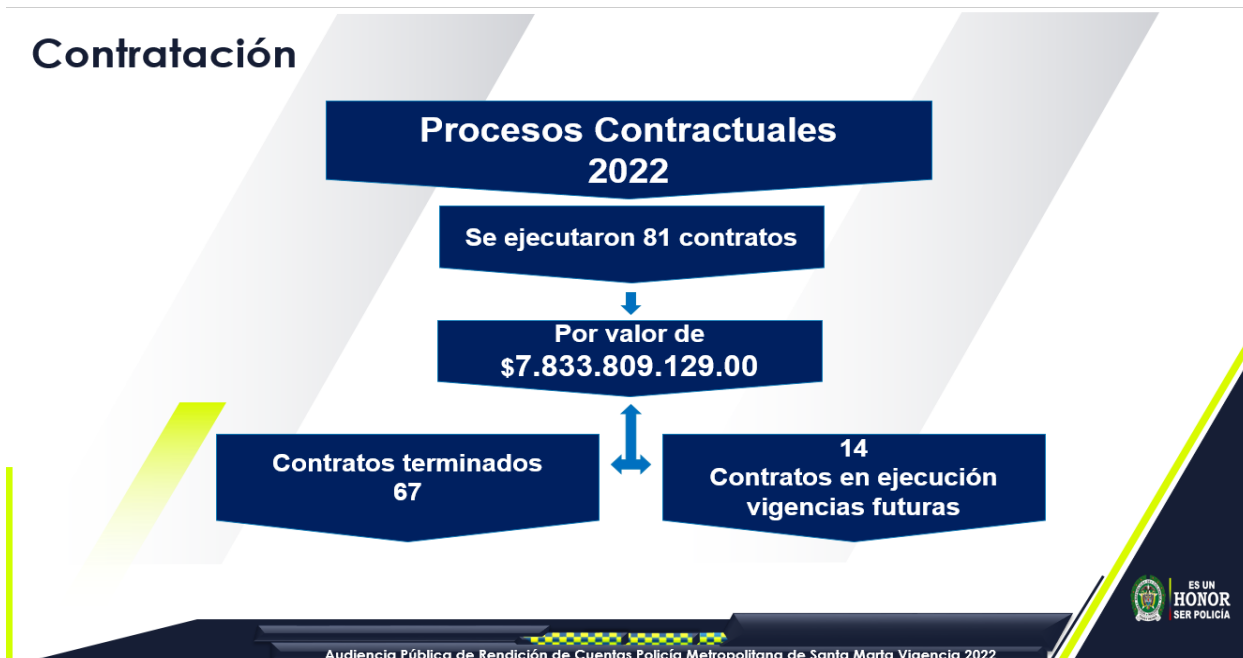 Contratación
Procesos Contractuales
2022
Se ejecutaron 81 contratos
Por valor de
$7.833.809.129.00
Contratos terminados
67
14
Contratos en ejecución
vigencias futuras
ES UN
HONOR
SER POLICÍA
Audiencia Pública de Rendición de Cuentas Policía Metropolitana de Santa Marta Vigencia 2022